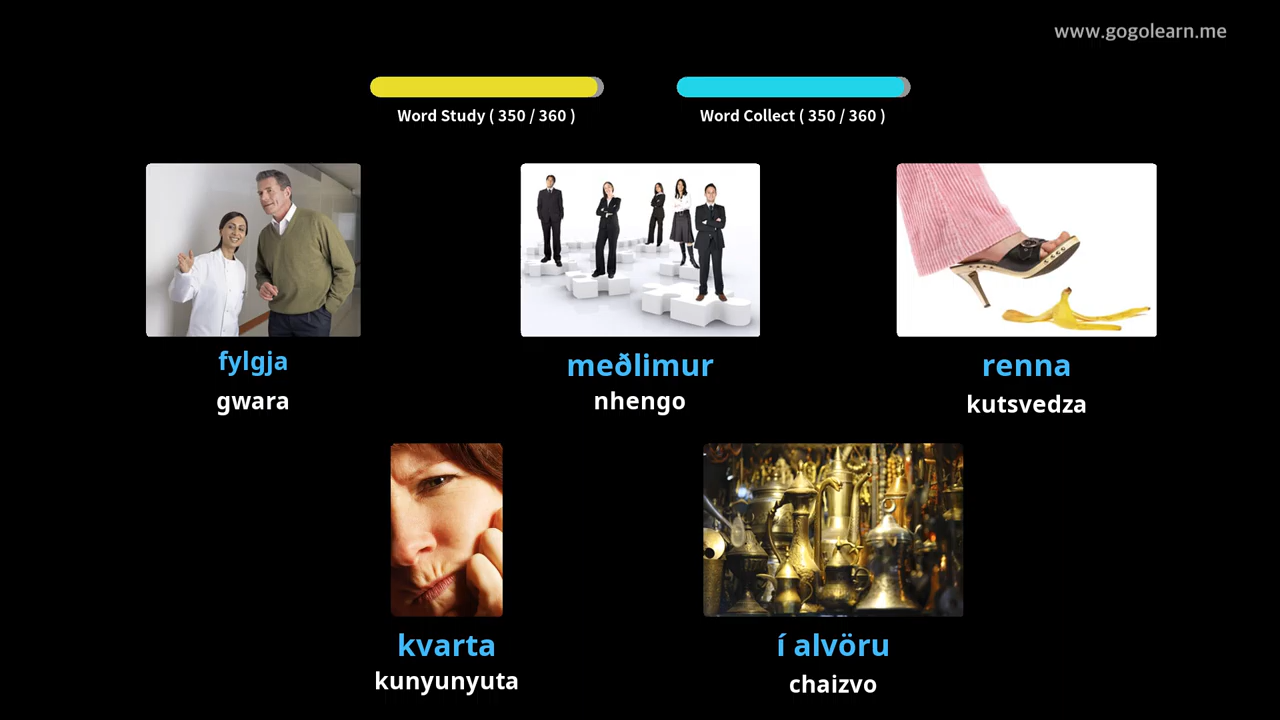 www.gogolearn.me
Word Study ( 350 / 360 )
Word Collect ( 350 / 360 )
fylgja
gwara
meðlimur
nhengo
renna
kutsvedza
kvarta
kunyunyuta
í alvöru
chaizvo